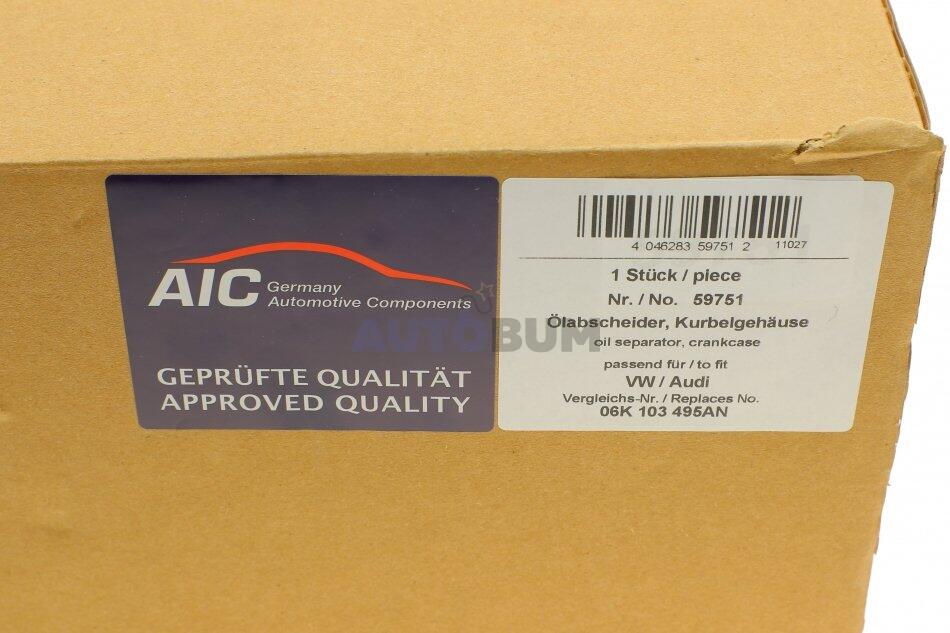 AIC Germany
Automotive Components
GEPRÜFTE QUALITÄT
APPROVED QUALITY
4 046283 59751 2 11027
1 Stück / piece
Nr. / No. 59751
Ölabscheider, Kurbelgehäuse
oil separator, crankcase
passend für / to fit
VW / Audi
Vergleichs-Nr. / Replaces No.
06K 103 495AN
AUTOBUM